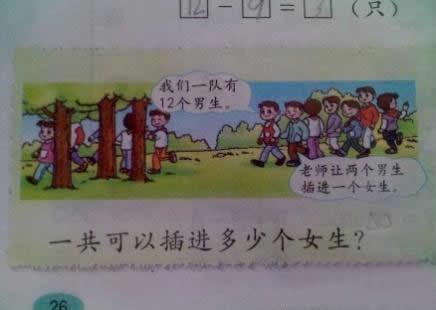 12 - 9 = 3 (只)
我们一队有
12个男生。
老师让两个男生
插进一个女生。
一共可以插进多少个女生?
26